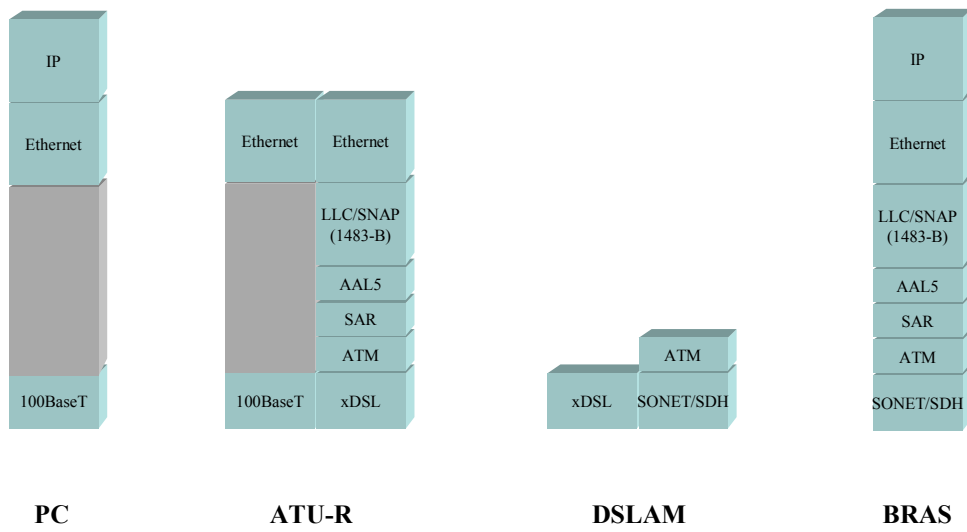 IP
Ethernet
100BaseT
PC
Ethernet
100BaseT
Ethernet
LLC/SNAP
(1483-B)
AAL5
SAR
ATM
xDSL
ATU-R
xDSL
ATM
SONET/SDH
DSLAM
IP
Ethernet
LLC/SNAP
(1483-B)
AAL5
SAR
ATM
SONET/SDH
BRAS